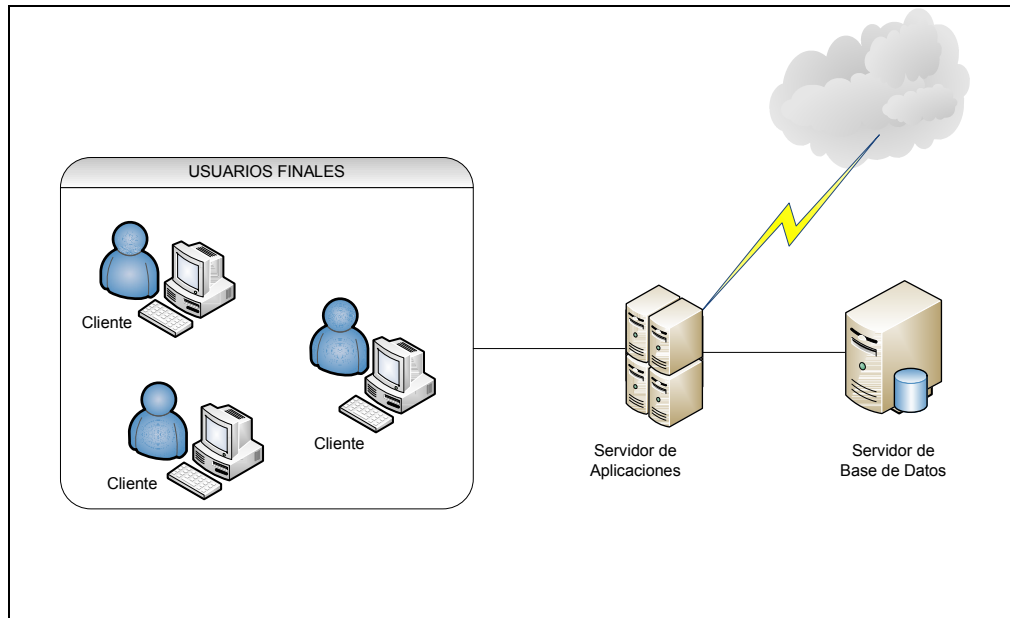 USUARIOS FINALES
Cliente
Cliente
Cliente
Servidor de
Aplicaciones
Servidor de
Base de Datos